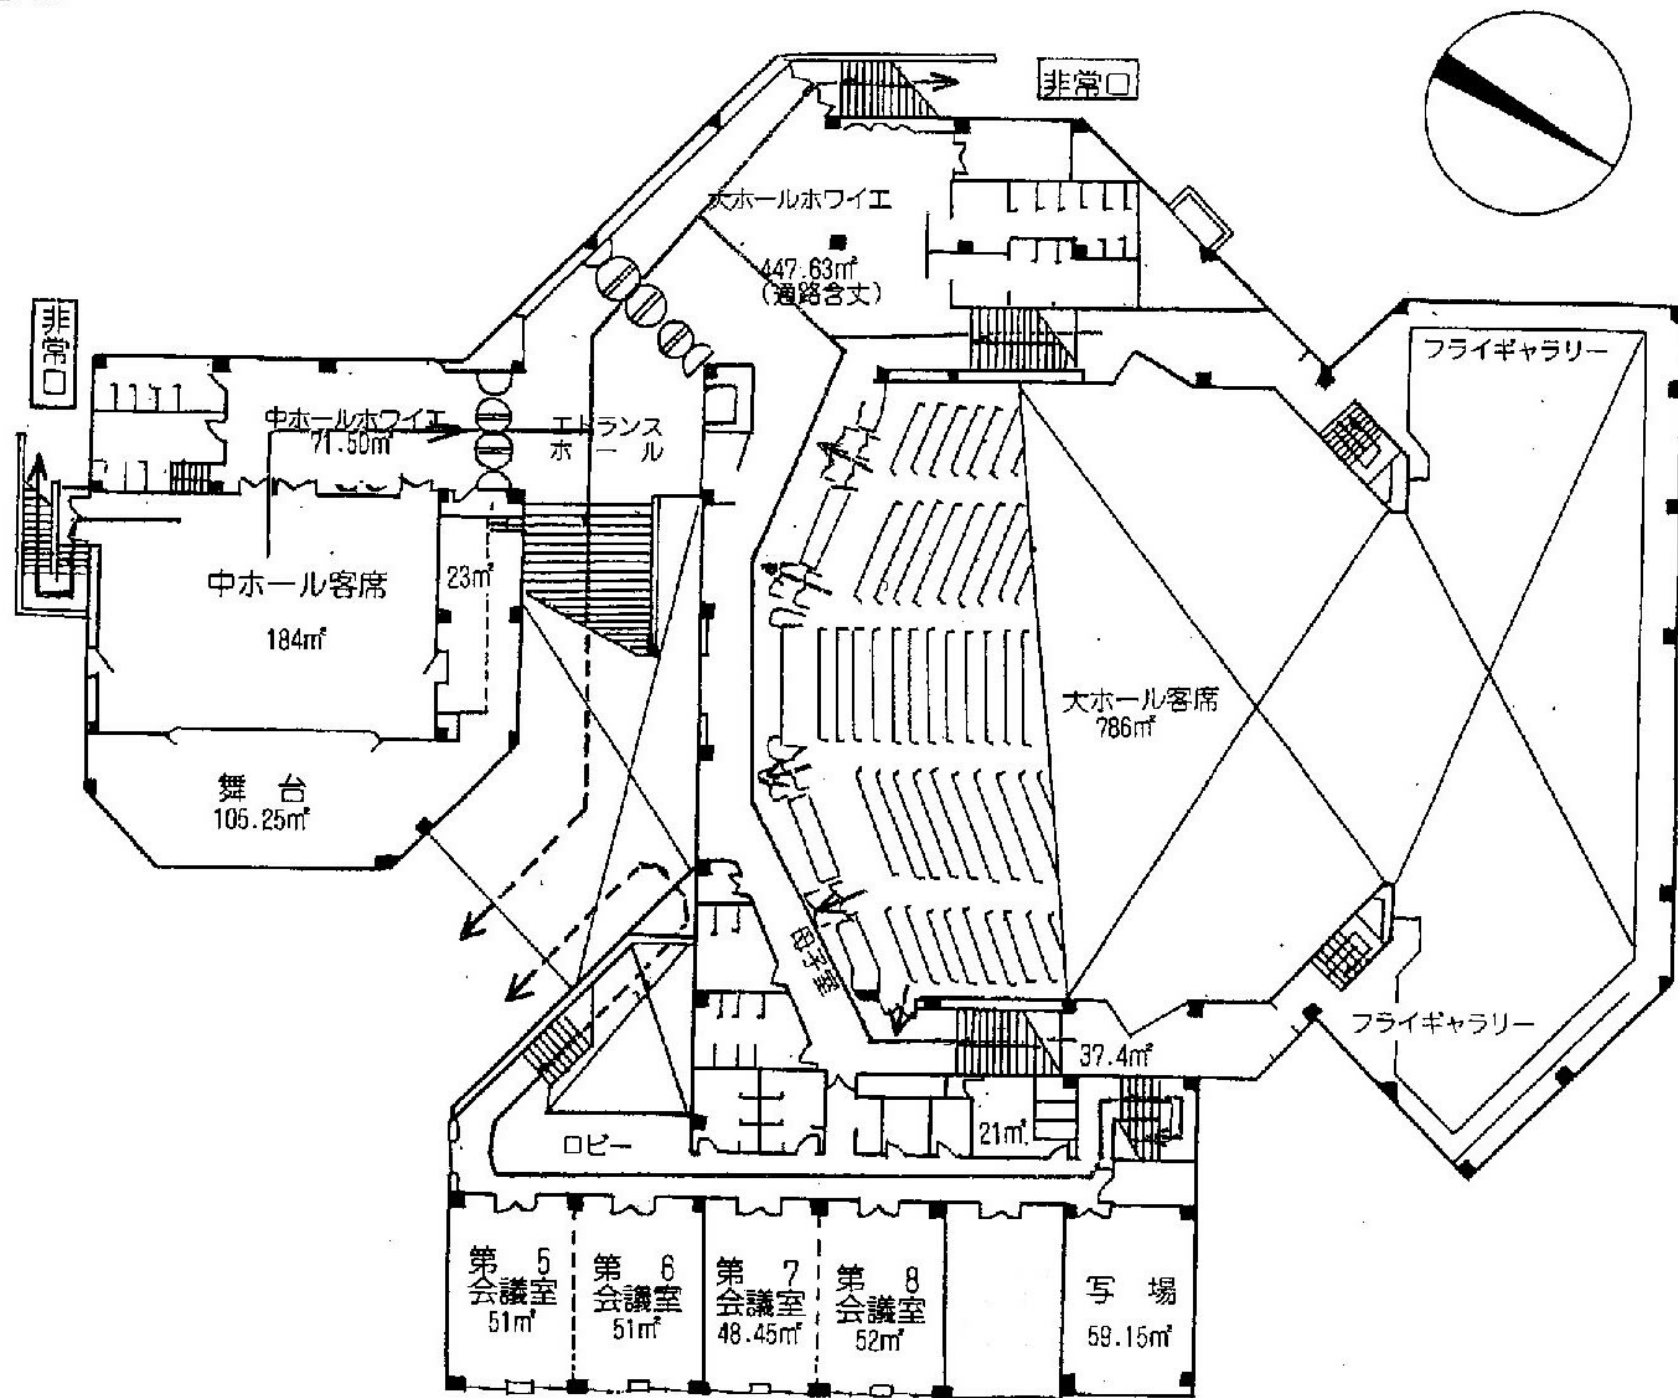 非常口
大ホールホワイエ
447.63㎡
(通路含丈)
フライギャラリー
非常口
中ホールホワイエ
71.50㎡
エトランス
ホール
中ホール客席
184㎡
23㎡
大ホール客席
786㎡
舞台
105.25㎡
母子室
フライギャラリー
37.4㎡
21㎡
ロビー
第5
会議室
51㎡
第6
会議室
51㎡
第7
会議室
48.45㎡
第8
会議室
52㎡
写場
59.15㎡